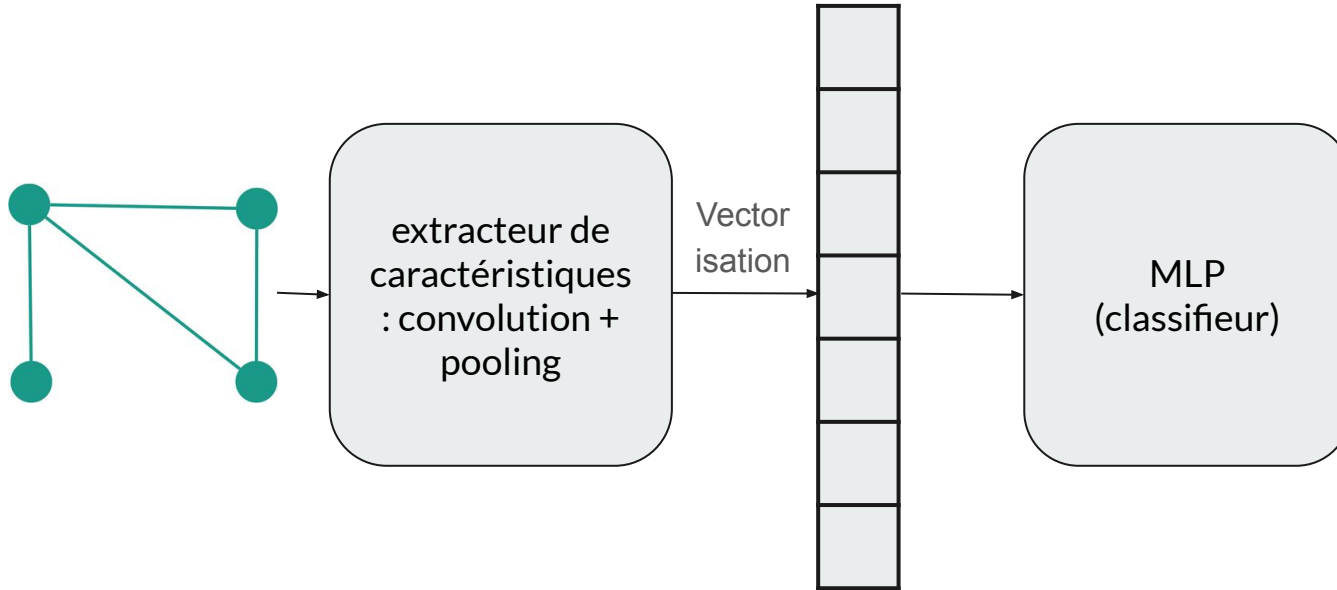 extracteur de
caractéristiques
: convolution +
pooling
Vector
isation
MLP
(classifieur)